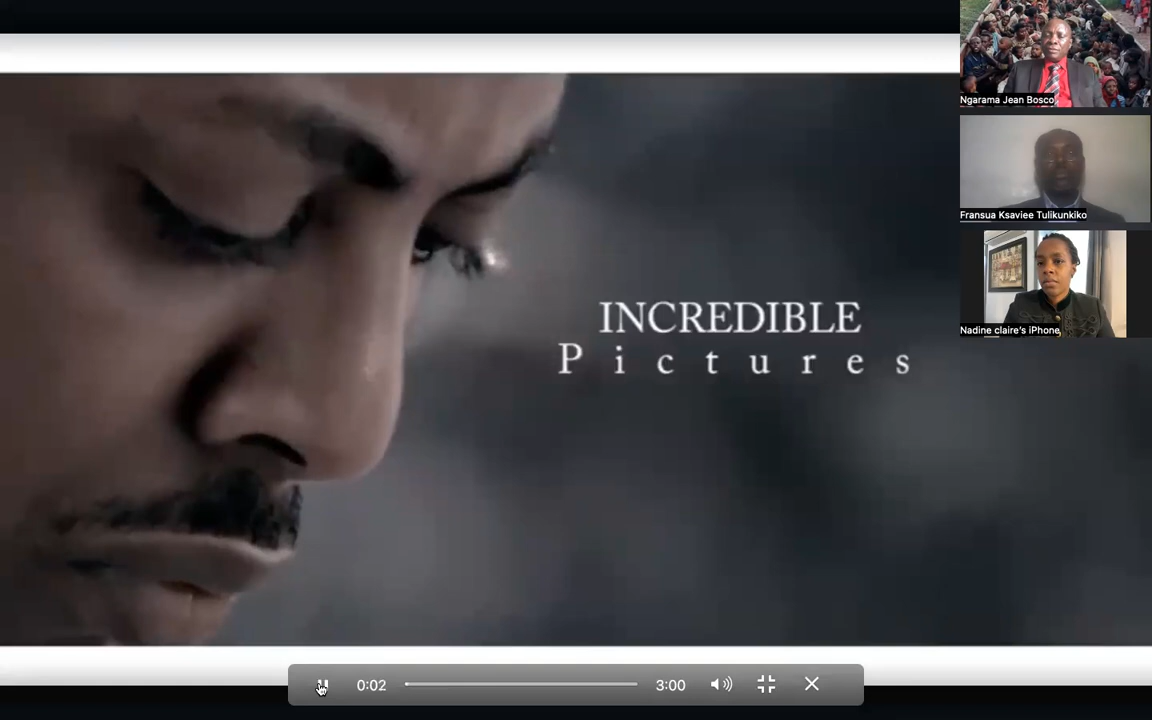 INCREDIBLE
Pictures
Ngarama Jean Bosco
Fransua Ksaviee Tulikunkiko
Nadine claire's iPhone
0:02
3:00